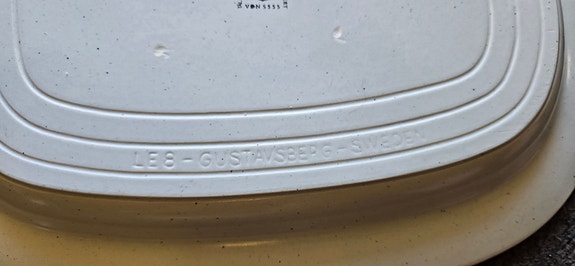 LE8 - GUSTAVSBERG - SWEDEN